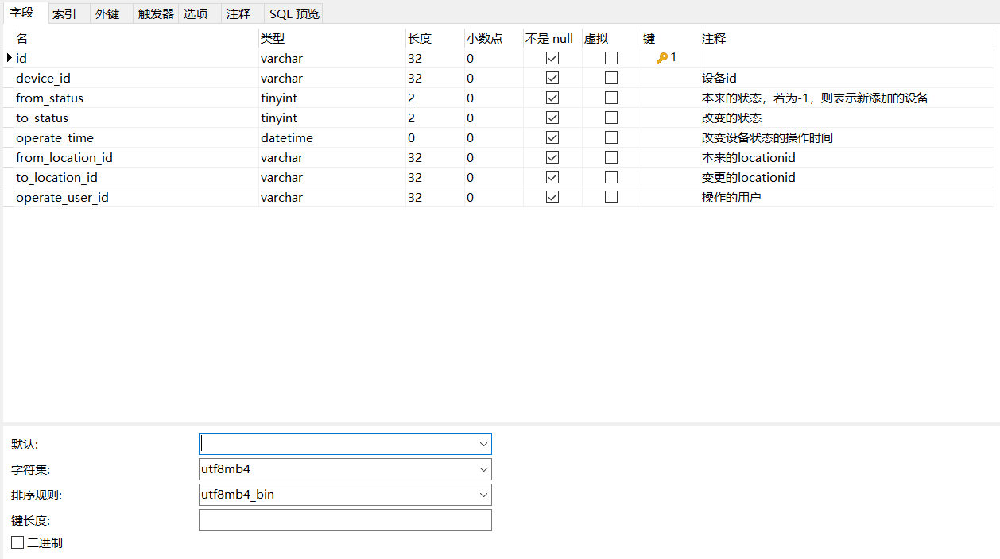 字段 索引 外键 触发器 选项 注释 SQL 预览
名 类型 长度 小数点 不是 null 虚拟 键 注释
id varchar 32 0 1
device_id varchar 32 0 设备id
from_status tinyint 2 0 本来的状态，若为-1，则表示新添加的设备
to_status tinyint 2 0 改变的状态
operate_time datetime 0 0 改变设备状态的操作时间
from_location_id varchar 32 0 本来的locationid
to_location_id varchar 32 0 变更的locationid
operate_user_id varchar 32 0 操作的用户
默认:
字符集: utf8mb4
排序规则: utf8mb4_bin
键长度:
二进制